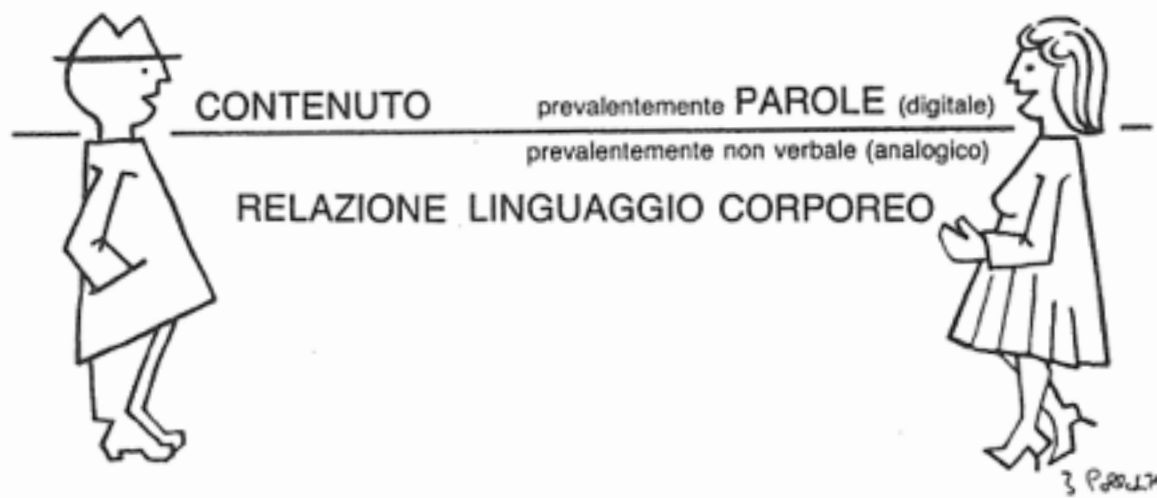 CONTENUTO prevalentemente PAROLE (digitale)
prevalentemente non verbale (analogico)
RELAZIONE LINGUAGGIO CORPOREO